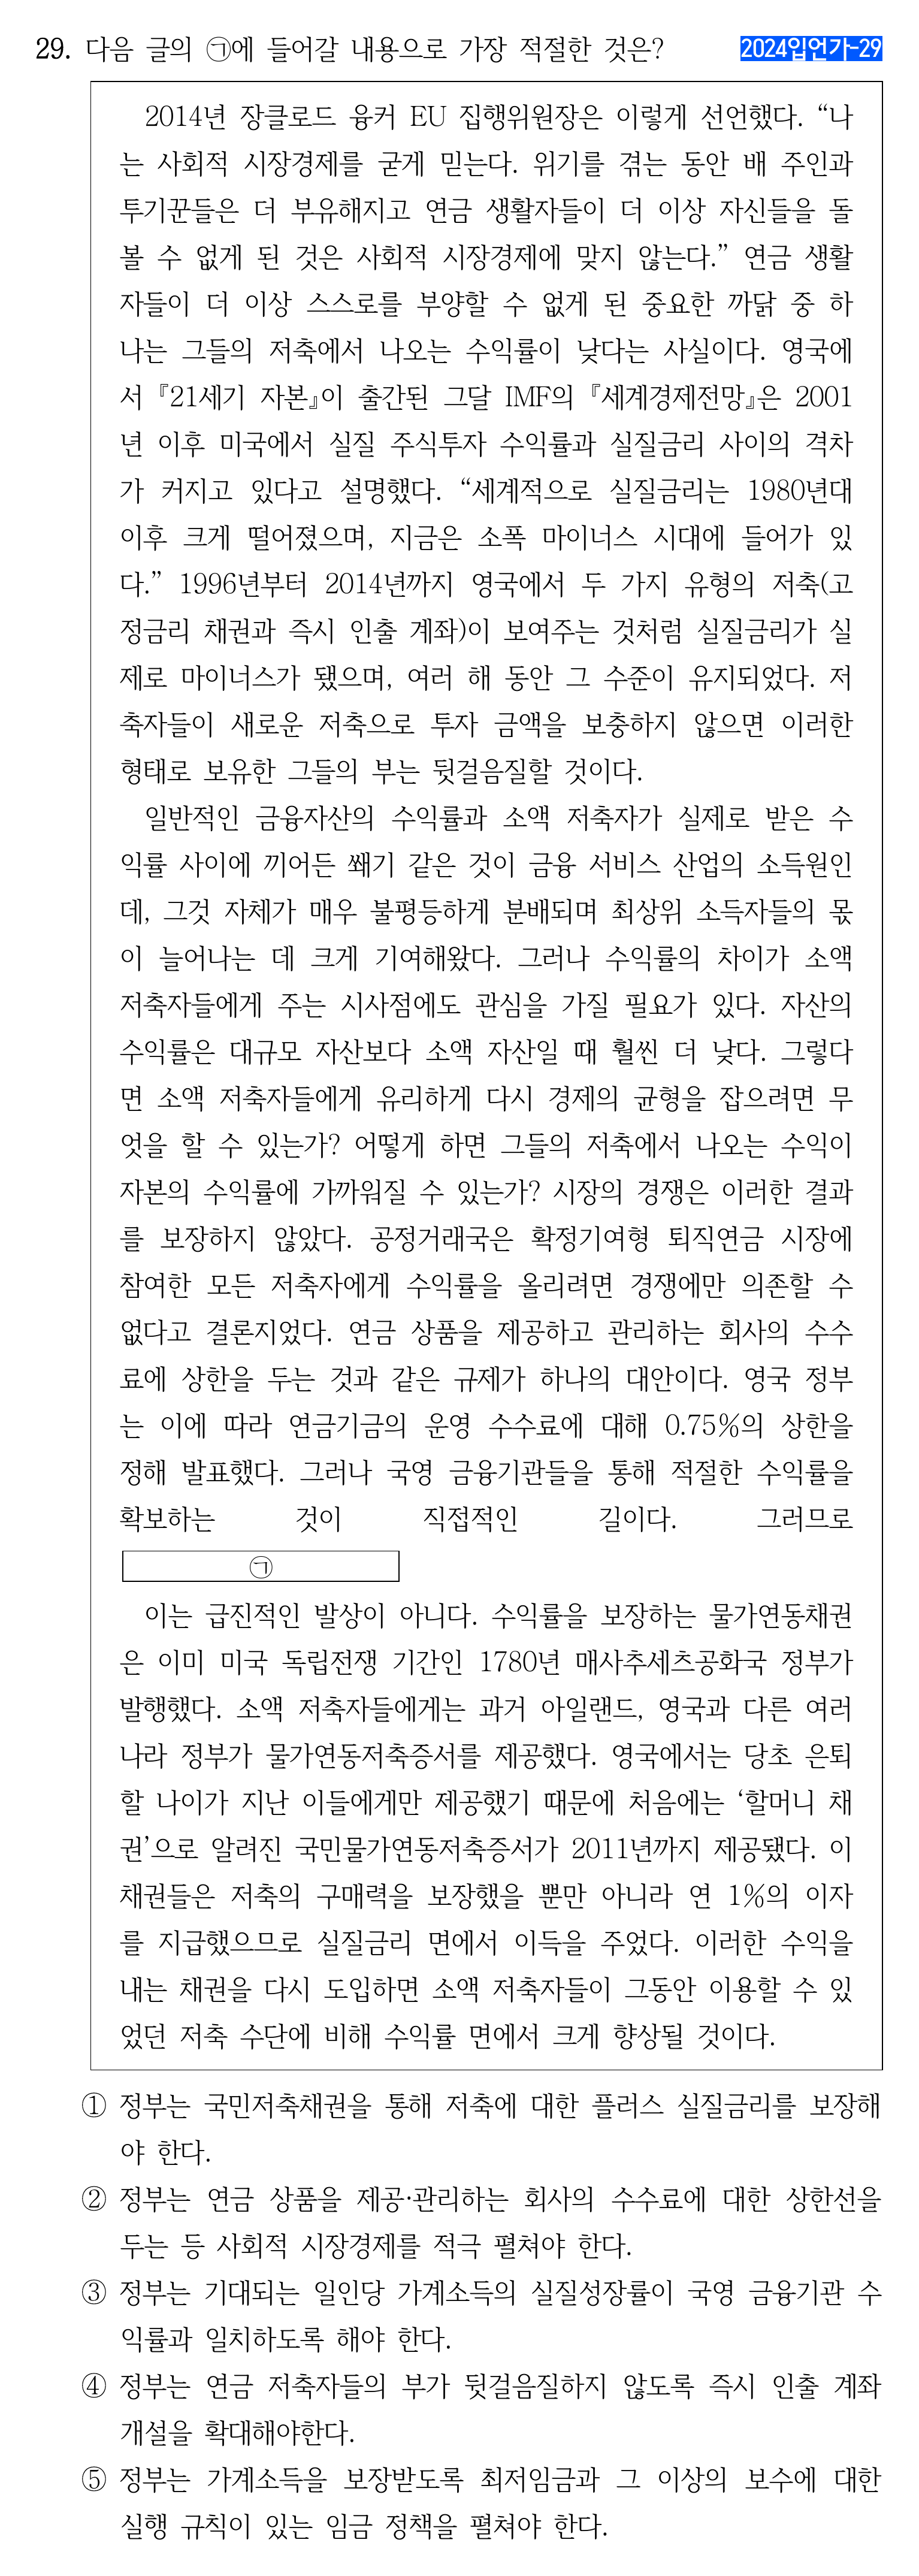 29. 다음 글의 ㉠에 들어갈 내용으로 가장 적절한 것은? 2024입언가-29
2014년 장클로드 융커 EU 집행위원장은 이렇게 선언했다. “나
는 사회적 시장경제를 굳게 믿는다. 위기를 겪는 동안 배 주인과
투기꾼들은 더 부유해지고 연금 생활자들이 더 이상 자신들을 돌
볼 수 없게 된 것은 사회적 시장경제에 맞지 않는다.” 연금 생활
자들이 더 이상 스스로를 부양할 수 없게 된 중요한 까닭 중 하
나는 그들의 저축에서 나오는 수익률이 낮다는 사실이다. 영국에
서 『21세기 자본』이 출간된 그달 IMF의 『세계경제전망』은 2001
년 이후 미국에서 실질 주식투자 수익률과 실질금리 사이의 격차
가 커지고 있다고 설명했다. “세계적으로 실질금리는 1980년대
이후 크게 떨어졌으며, 지금은 소폭 마이너스 시대에 들어가 있
다.” 1996년부터 2014년까지 영국에서 두 가지 유형의 저축(고
정금리 채권과 즉시 인출 계좌)이 보여주는 것처럼 실질금리가 실
제로 마이너스가 됐으며, 여러 해 동안 그 수준이 유지되었다. 저
축자들이 새로운 저축으로 투자 금액을 보충하지 않으면 이러한
형태로 보유한 그들의 부는 뒷걸음질할 것이다.
일반적인 금융자산의 수익률과 소액 저축자가 실제로 받은 수
익률 사이에 끼어든 쐐기 같은 것이 금융 서비스 산업의 소득원인
데, 그것 자체가 매우 불평등하게 분배되며 최상위 소득자들의 몫
이 늘어나는 데 크게 기여해왔다. 그러나 수익률의 차이가 소액
저축자들에게 주는 시사점에도 관심을 가질 필요가 있다. 자산의
수익률은 대규모 자산보다 소액 자산일 때 훨씬 더 낮다. 그렇다
면 소액 저축자들에게 유리하게 다시 경제의 균형을 잡으려면 무
엇을 할 수 있는가? 어떻게 하면 그들의 저축에서 나오는 수익이
자본의 수익률에 가까워질 수 있는가? 시장의 경쟁은 이러한 결과
를 보장하지 않았다. 공정거래국은 확정기여형 퇴직연금 시장에
참여한 모든 저축자에게 수익률을 올리려면 경쟁에만 의존할 수
없다고 결론지었다. 연금 상품을 제공하고 관리하는 회사의 수수
료에 상한을 두는 것과 같은 규제가 하나의 대안이다. 영국 정부
는 이에 따라 연금기금의 운영 수수료에 대해 0.75%의 상한을
정해 발표했다. 그러나 국영 금융기관들을 통해 적절한 수익률을
확보하는 것이 직접적인 길이다. 그러므로
㉠
이는 급진적인 발상이 아니다. 수익률을 보장하는 물가연동채권
은 이미 미국 독립전쟁 기간인 1780년 매사추세츠공화국 정부가
발행했다. 소액 저축자들에게는 과거 아일랜드, 영국과 다른 여러
나라 정부가 물가연동저축증서를 제공했다. 영국에서는 당초 은퇴
할 나이가 지난 이들에게만 제공했기 때문에 처음에는 ‘할머니 채
권’으로 알려진 국민물가연동저축증서가 2011년까지 제공됐다. 이
채권들은 저축의 구매력을 보장했을 뿐만 아니라 연 1%의 이자
를 지급했으므로 실질금리 면에서 이득을 주었다. 이러한 수익을
내는 채권을 다시 도입하면 소액 저축자들이 그동안 이용할 수 있
었던 저축 수단에 비해 수익률 면에서 크게 향상될 것이다.
① 정부는 국민저축채권을 통해 저축에 대한 플러스 실질금리를 보장해
야 한다.
② 정부는 연금 상품을 제공·관리하는 회사의 수수료에 대한 상한선을
두는 등 사회적 시장경제를 적극 펼쳐야 한다.
③ 정부는 기대되는 일인당 가계소득의 실질성장률이 국영 금융기관 수
익률과 일치하도록 해야 한다.
④ 정부는 연금 저축자들의 부가 뒷걸음질하지 않도록 즉시 인출 계좌
개설을 확대해야한다.
⑤ 정부는 가계소득을 보장받도록 최저임금과 그 이상의 보수에 대한
실행 규칙이 있는 임금 정책을 펼쳐야 한다.